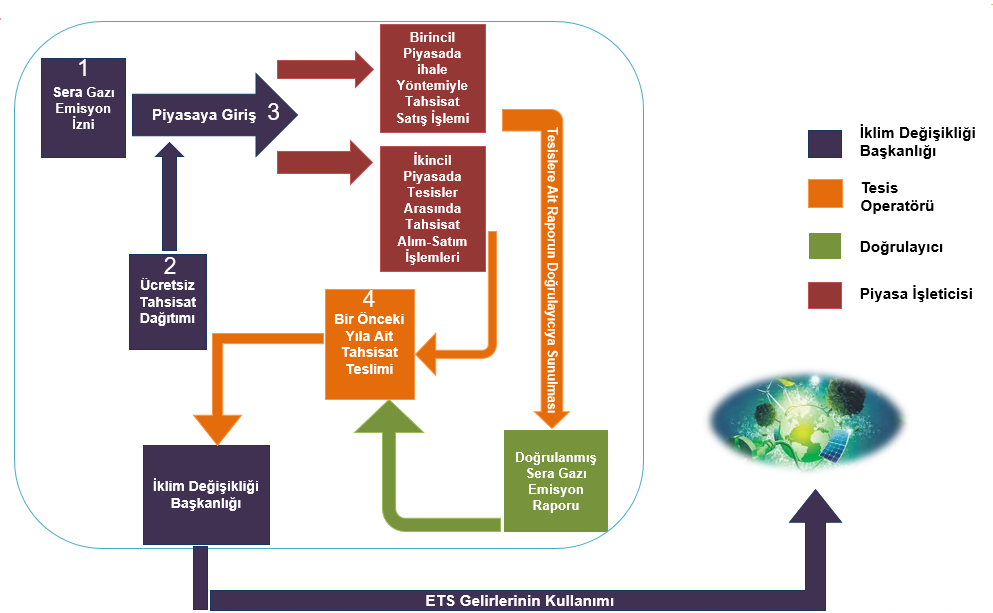 1
Sera Gazı
Emisyon
İzni
Piyasaya Giriş 3
2
Ücretsiz
Tahsisat
Dağıtımı
Birincil
Piyasada
ihale
Yöntemiyle
Tahsisat
Satış İşlemi
İkincil
Piyasada
Tesisler
Arasında
Tahsisat
Alım-Satım
İşlemleri
Tesislere Ait Raporun Doğrulayıcıya Sunulması
4
Bir Önceki
Yıla Ait
Tahsisat
Teslimi
İklim Değişikliği
Başkanlığı
Doğrulanmış
Sera Gazı
Emisyon
Raporu
ETS Gelirlerinin Kullanımı
İklim Değişikliği
Başkanlığı
Tesis
Operatörü
Doğrulayıcı
Piyasa İşleticisi